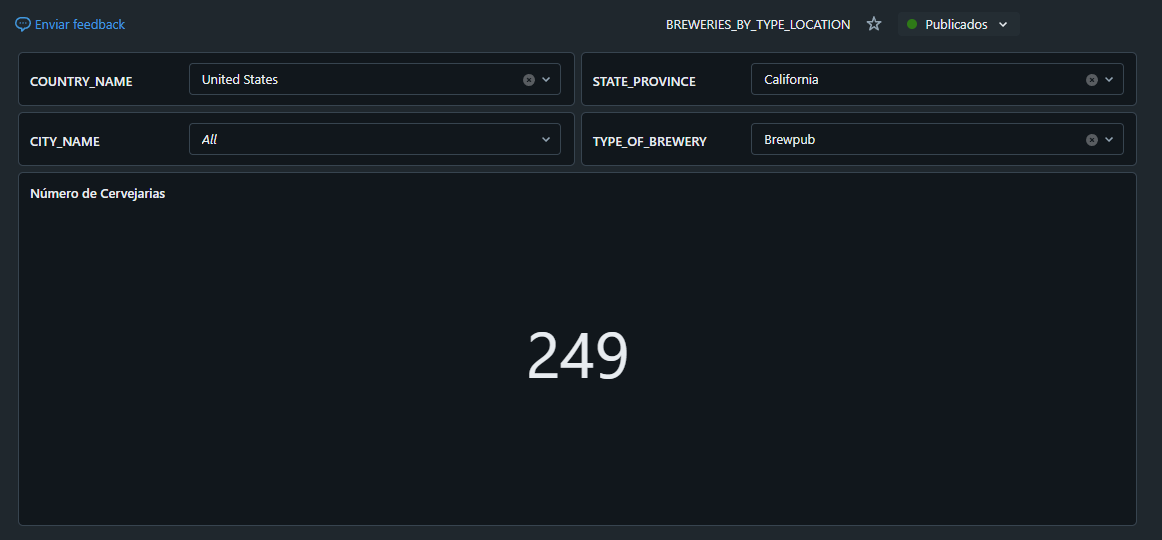 Enviar feedback
BREWERIES_BY_TYPE_LOCATION
Publicados
COUNTRY_NAME
United States
STATE_PROVINCE
California
CITY_NAME
All
TYPE_OF_BREWERY
Brewpub
Número de Cervejarias
249